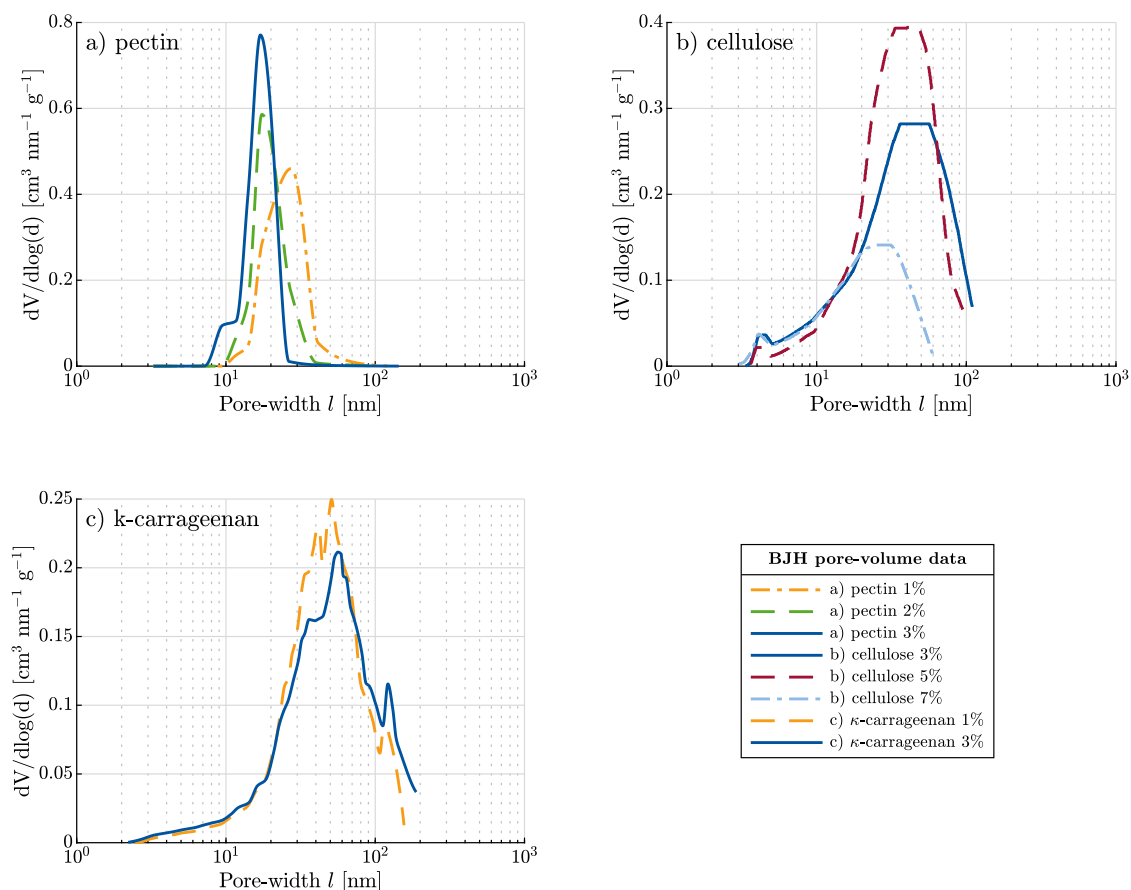 a) pectin
0.8
0.6
0.4
0.2
0
10⁰ 10¹ 10² 10³
Pore-width l [nm]
dV/dlog(d) [cm³ nm⁻¹ g⁻¹]
b) cellulose
0.4
0.3
0.2
0.1
0
10⁰ 10¹ 10² 10³
Pore-width l [nm]
dV/dlog(d) [cm³ nm⁻¹ g⁻¹]
c) k-carrageenan
0.25
0.2
0.15
0.1
0.05
0
10⁰ 10¹ 10² 10³
Pore-width l [nm]
dV/dlog(d) [cm³ nm⁻¹ g⁻¹]
BJH pore-volume data
a) pectin 1%
a) pectin 2%
a) pectin 3%
b) cellulose 3%
b) cellulose 5%
b) cellulose 7%
c) κ-carrageenan 1%
c) κ-carrageenan 3%